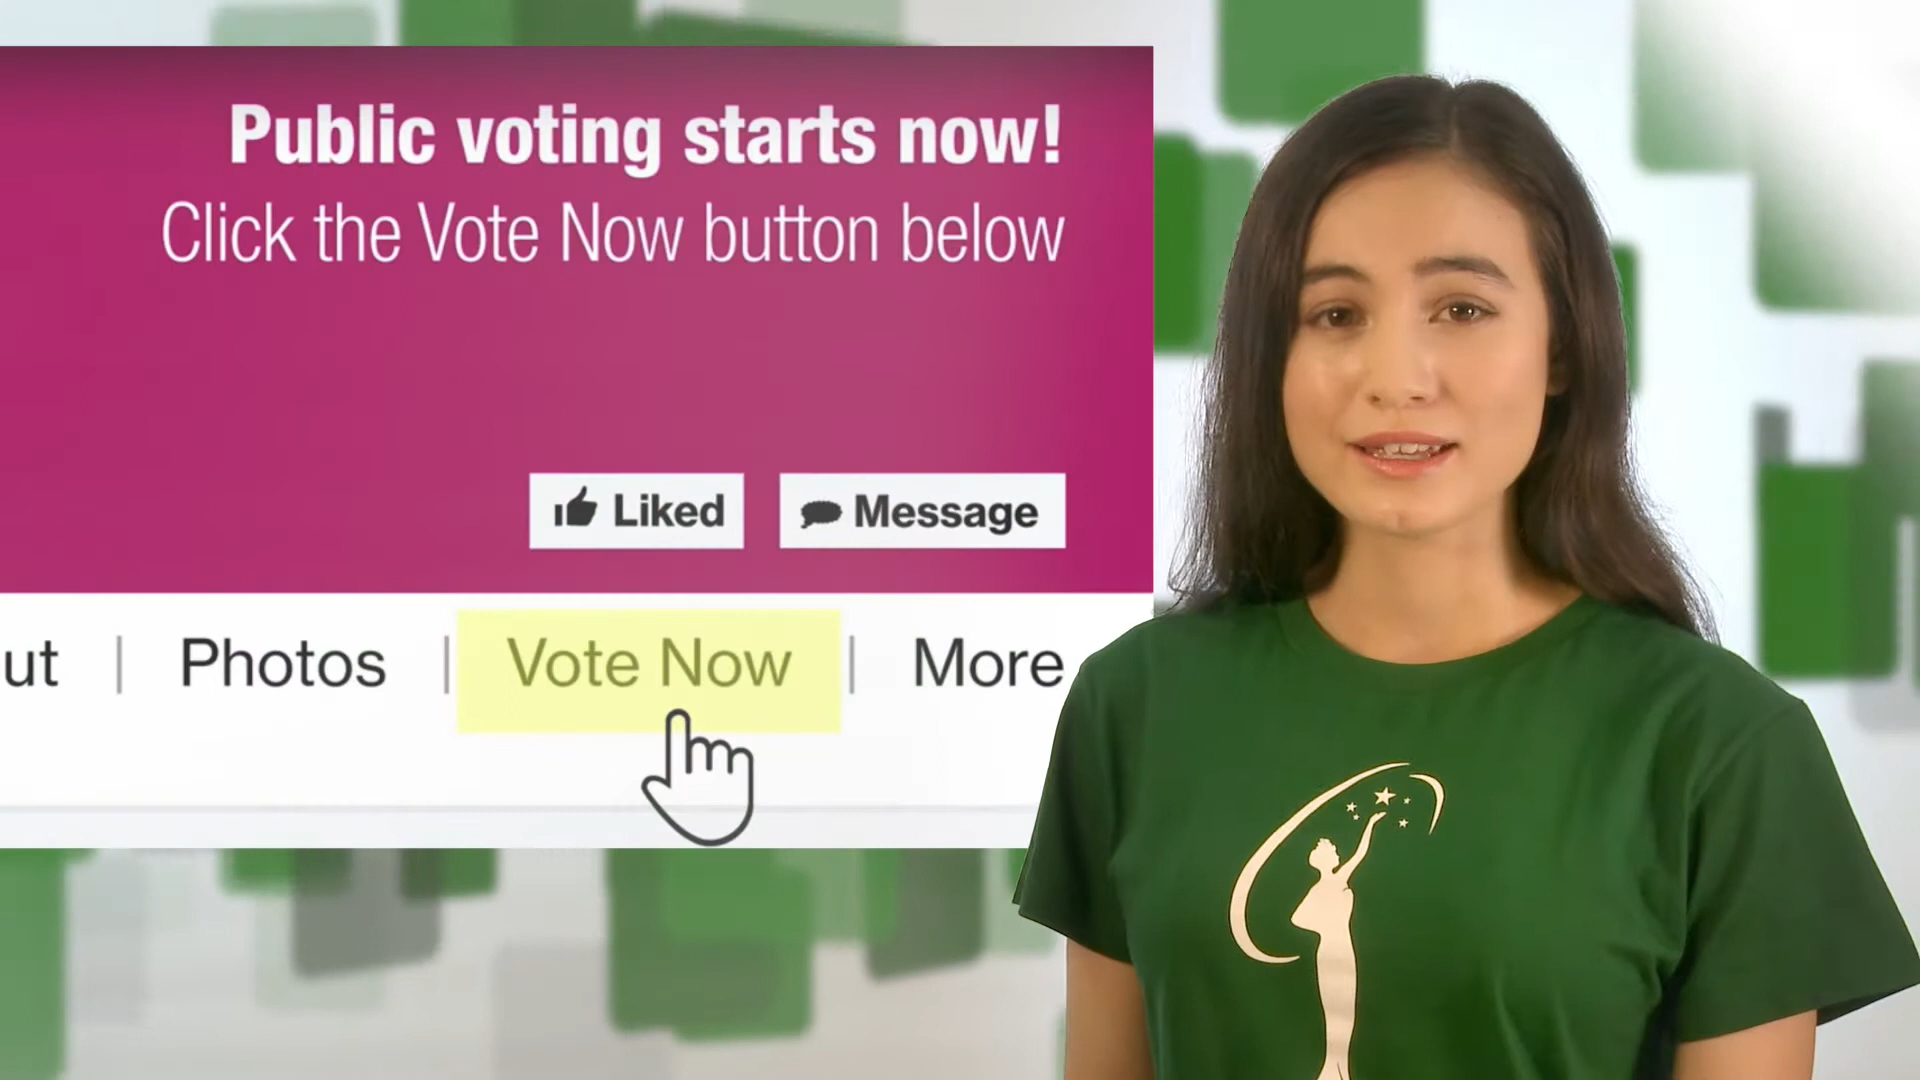 Public voting starts now!
Click the Vote Now button below
Liked
Message
ut | Photos | Vote Now | More